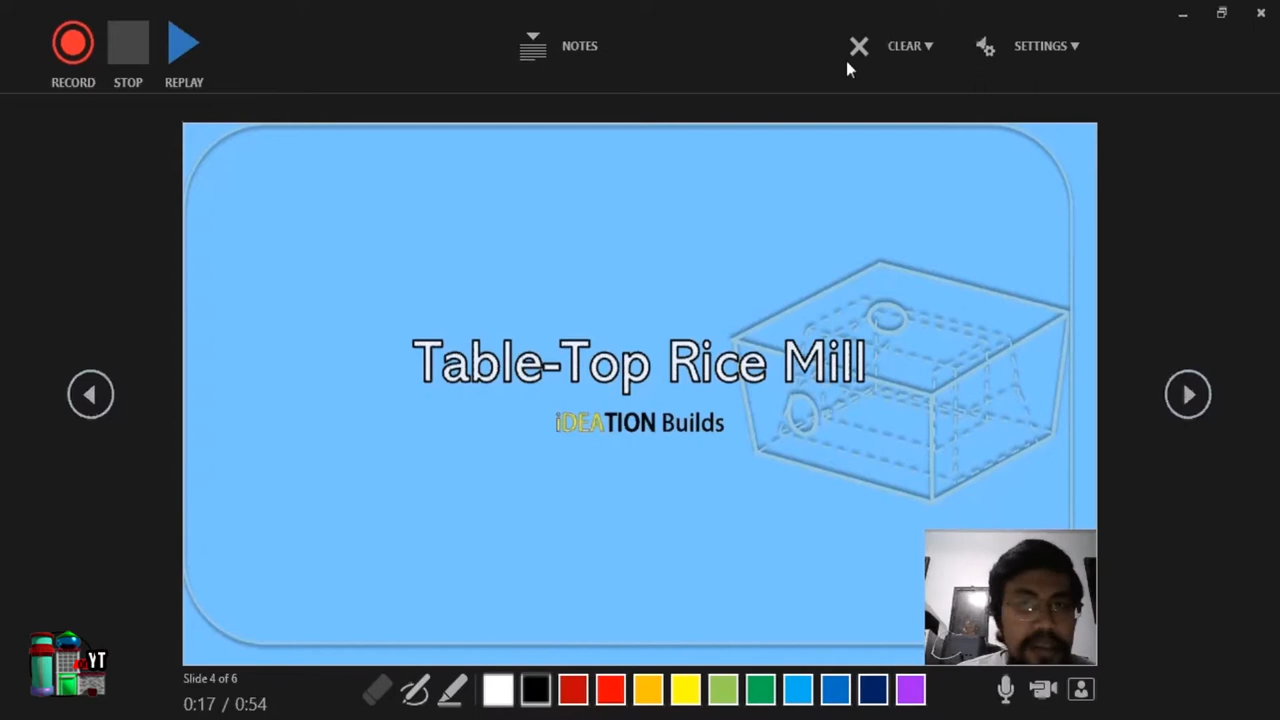 RECORD
STOP
REPLAY
NOTES
CLEAR
SETTINGS
Table-Top Rice Mill
iDEATION Builds
YT
Slide 4 of 6
0:17 / 0:54